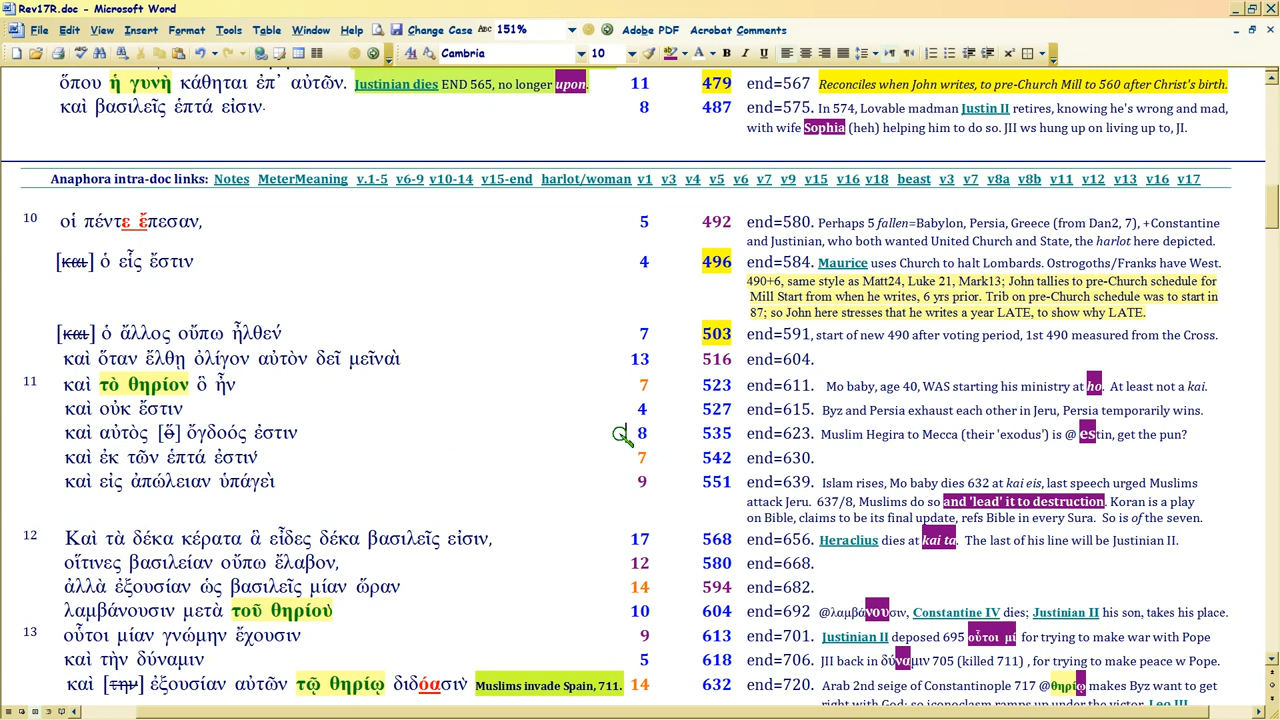 Rev17R.doc - Microsoft Word
File Edit View Insert Format Tools Table Window Help Change Case ABC 151% Adobe PDF Acrobat Comments
Cambria 10 B I U
ὅπου ἡ γυνὴ κάθηται ἐπ᾽ αὐτῶν. Justinian dies END 565, no longer upon. 11 479 end=567 Reconciles when John writes, to pre-Church Mill to 560 after Christ's birth.
καὶ βασιλεῖς ἑπτά εἰσιν· 8 487 end=575. In 574, Lovable madman Justin II retires, knowing he's wrong and mad,
with wife Sophia (heh) helping him to do so. JII ws hung up on living up to, JI.
Anaphora intra-doc links: Notes MeterMeaning v.1-5 v6-9 v10-14 v15-end harlot/woman v1 v3 v4 v5 v6 v7 v9 v15 v16 v18 beast v3 v7 v8a v8b v11 v12 v13 v16 v17
10 οἱ πέντε ἔπεσαν, 5 492 end=580. Perhaps 5 fallen=Babylon, Persia, Greece (from Dan2, 7), +Constantine
and Justinian, who both wanted United Church and State, the harlot here depicted.
[καὶ] ὁ εἷς ἔστιν 4 496 end=584. Maurice uses Church to halt Lombards. Ostrogoths/Franks have West.
490+6, same style as Matt24, Luke 21, Mark13; John tallies to pre-Church schedule for
Mill Start from when he writes, 6 yrs prior. Trib on pre-Church schedule was to start in
87; so John here stresses that he writes a year LATE, to show why LATE.
[καὶ] ὁ ἄλλος οὔπω ἦλθεν́ 7 503 end=591, start of new 490 after voting period, 1st 490 measured from the Cross.
καὶ ὅταν ἔλθῃ ὀλίγον αὐτὸν δεῖ μεῖναὶ 13 516 end=604.
11 καὶ τὸ θηρίον ὃ ἦν 7 523 end=611. Mo baby, age 40, WAS starting his ministry at ho. At least not a kai.
καὶ οὐκ ἔστιν 4 527 end=615. Byz and Persia exhaust each other in Jeru, Persia temporarily wins.
καὶ αὐτὸς [ὅ] ὄγδοός ἐστιν 8 535 end=623. Muslim Hegira to Mecca (their 'exodus') is @ estin, get the pun?
καὶ ἐκ τῶν ἑπτά ἐστιν́ 7 542 end=630.
καὶ εἰς ἀπώλειαν ὑπάγεὶ 9 551 end=639. Islam rises, Mo baby dies 632 at kai eis, last speech urged Muslims
attack Jeru. 637/8, Muslims do so and 'lead' it to destruction. Koran is a play
on Bible, claims to be its final update, refs Bible in every Sura. So is of the seven.
12 Καὶ τὰ δέκα κέρατα ἃ εἶδες δέκα βασιλεῖς εἰσιν, 17 568 end=656. Heraclius dies at kai ta. The last of his line will be Justinian II.
οἵτινες βασιλείαν οὔπω ἔλαβον, 12 580 end=668.
ἀλλὰ ἐξουσίαν ὡς βασιλεῖς μίαν ὥραν 14 594 end=682.
λαμβάνουσιν μετὰ τοῦ θηρίοὺ 10 604 end=692 @λαμβάνουσιν, Constantine IV dies; Justinian II his son, takes his place.
13 οὗτοι μίαν γνώμην ἔχουσιν 9 613 end=701. Justinian II deposed 695 οὗτοι μί for trying to make war with Pope
καὶ τὴν δύναμιν 5 618 end=706. JII back in δύναμιν 705 (killed 711) , for trying to make peace w Pope.
καὶ [την] ἐξουσίαν αὐτῶν τῷ θηρίῳ διδόασιν̀ Muslims invade Spain, 711. 14 632 end=720. Arab 2nd seige of Constantinople 717 @θηρίῳ makes Byz want to get
right with God; so iconoclasm ramps up under the victor, Leo III